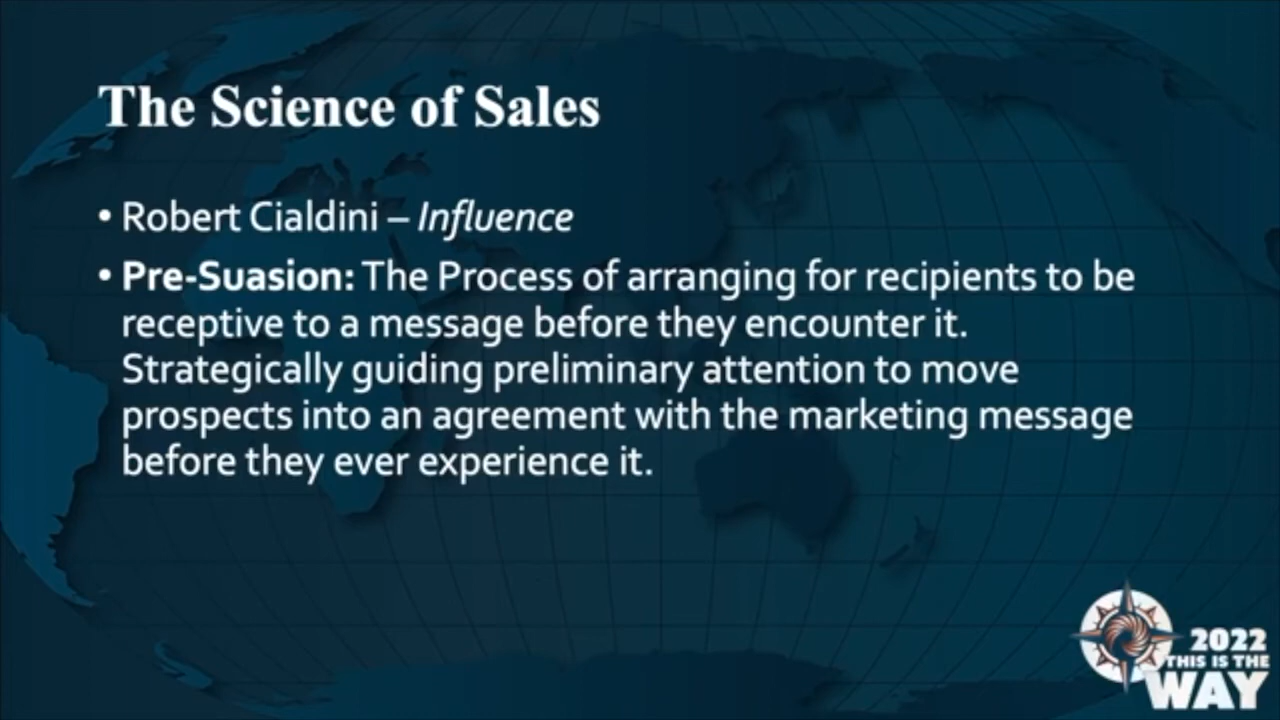 The Science of Sales
• Robert Cialdini – Influence
• Pre-Suasion: The Process of arranging for recipients to be
receptive to a message before they encounter it.
Strategically guiding preliminary attention to move
prospects into an agreement with the marketing message
before they ever experience it.
2022
THIS IS THE
WAY